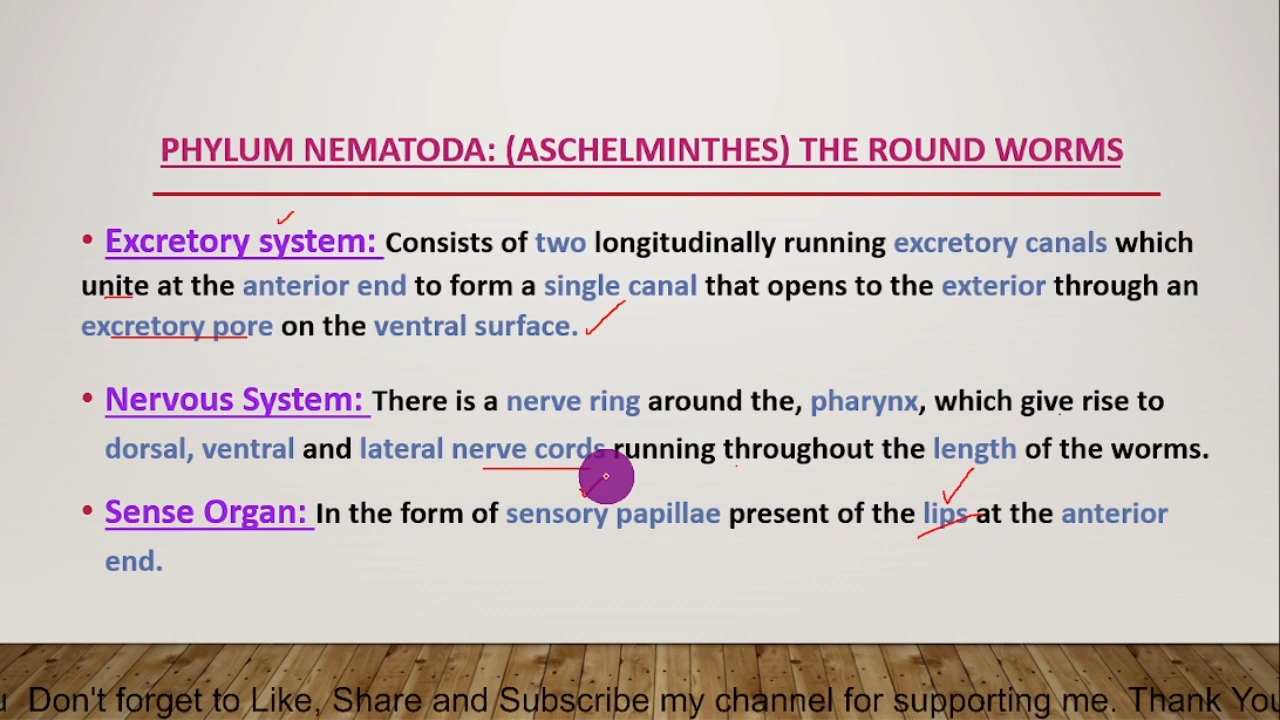 PHYLUM NEMATODA: (ASCHELMINTHES) THE ROUND WORMS
• Excretory system: Consists of two longitudinally running excretory canals which
unite at the anterior end to form a single canal that opens to the exterior through an
excretory pore on the ventral surface.
• Nervous System: There is a nerve ring around the, pharynx, which give rise to
dorsal, ventral and lateral nerve cords running throughout the length of the worms.
• Sense Organ: In the form of sensory papillae present of the lips at the anterior
end.
Don't forget to Like, Share and Subscribe my channel for supporting me. Thank You